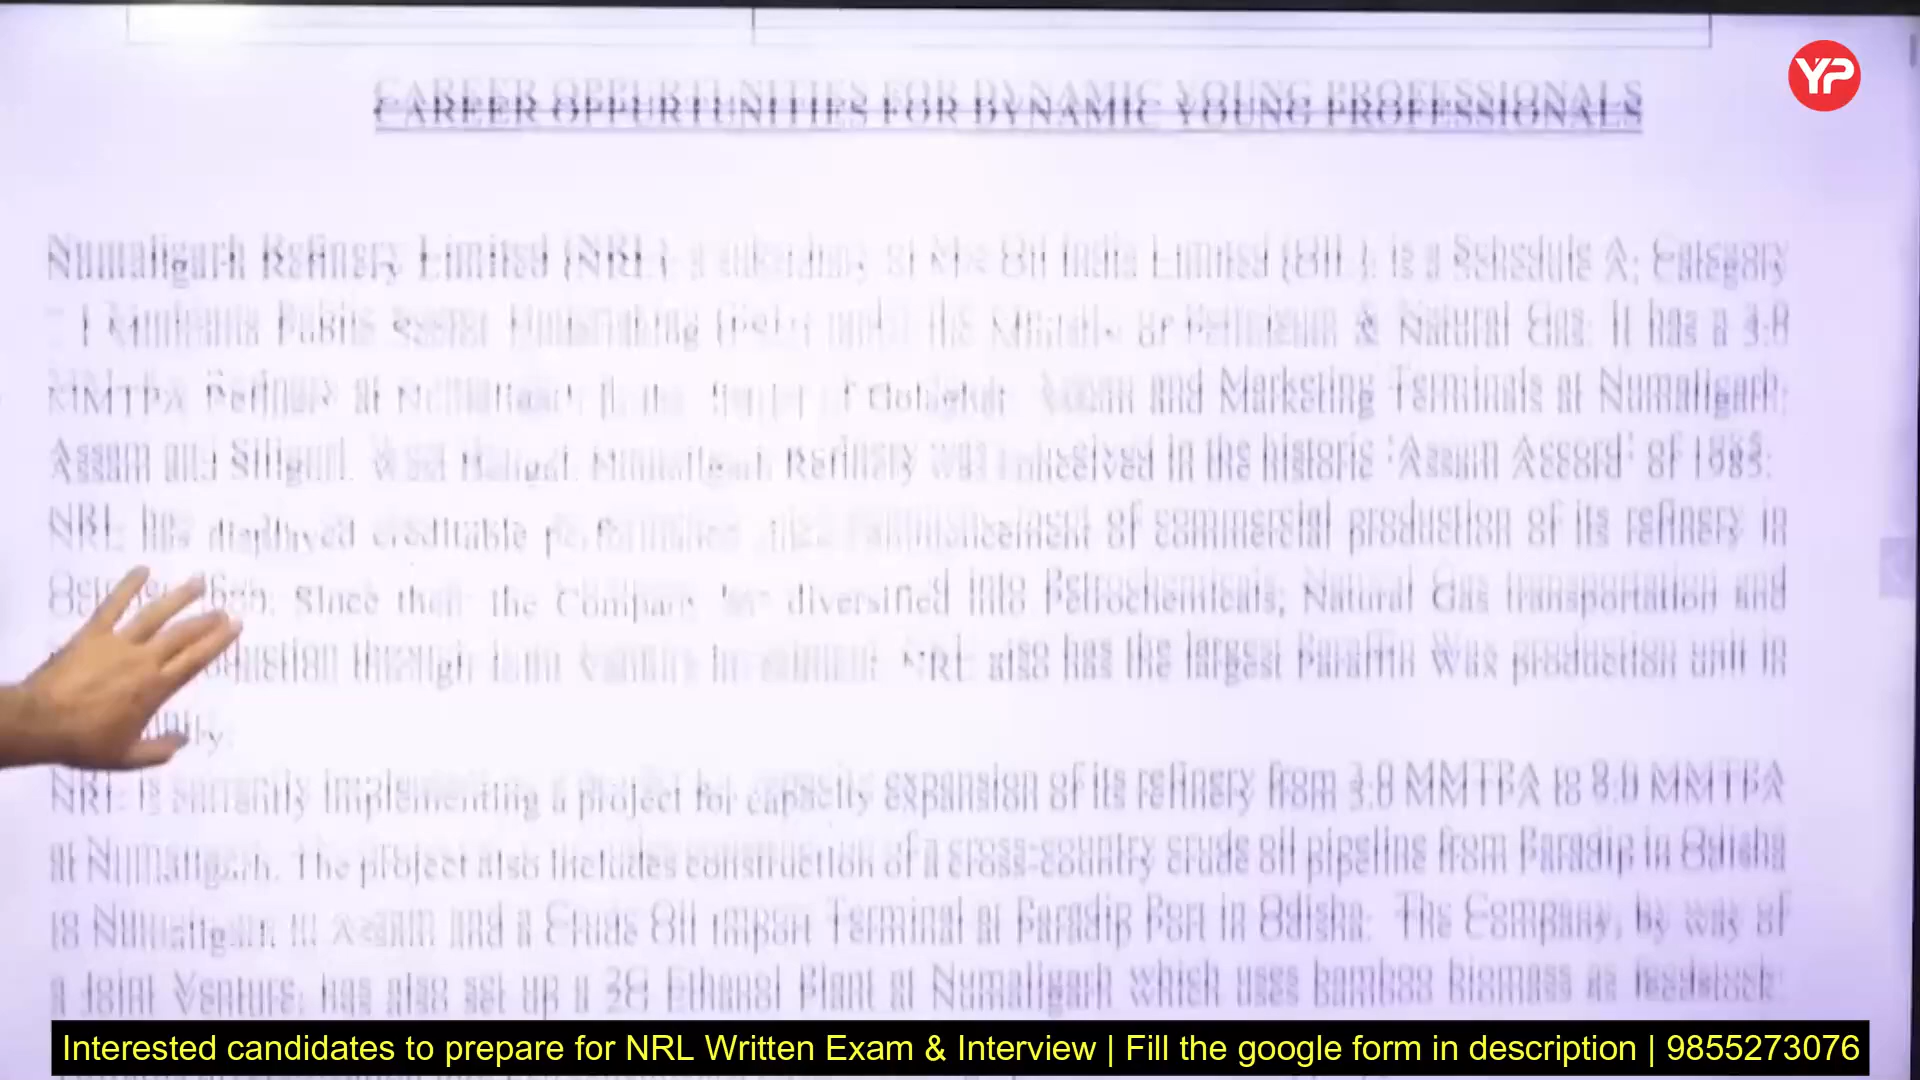 YP
CAREER OPPURTUNITIES FOR DYNAMIC YOUNG PROFESSIONALS
Numaligarh Refinery Limited (NRL), a subsidiary of Oil India Limited (OIL), is a Schedule A, Category
Public Sector Undertaking Petroleum & Natural Gas. It has a 3.0
MMTPA Refinery at Golaghat Assam and Marketing Terminals at Numaligarh,
Assam and Siliguri, West Bengal. Numaligarh Refinery was conceived in the historic 'Assam Accord' of 1985.
NRL has displayed creditable performance since commencement of commercial production of its refinery in
Since then the Company has diversified into Petrochemicals, Natural Gas transportation and
production through joint venture NRL also has the largest Paraffin Wax production unit in
NRL is currently implementing a project for capacity expansion of its refinery from 3.0 MMTPA to 9.0 MMTPA
at Numaligarh. The project also includes construction of a cross-country crude oil pipeline from Paradip in Odisha
to Numaligarh in Assam and a Crude Oil Import Terminal at Paradip Port in Odisha. The Company, by way of
a Joint Venture, has also set up a 2G Ethanol Plant at Numaligarh which uses bamboo biomass as feedstock.
Interested candidates to prepare for NRL Written Exam & Interview | Fill the google form in description | 9855273076